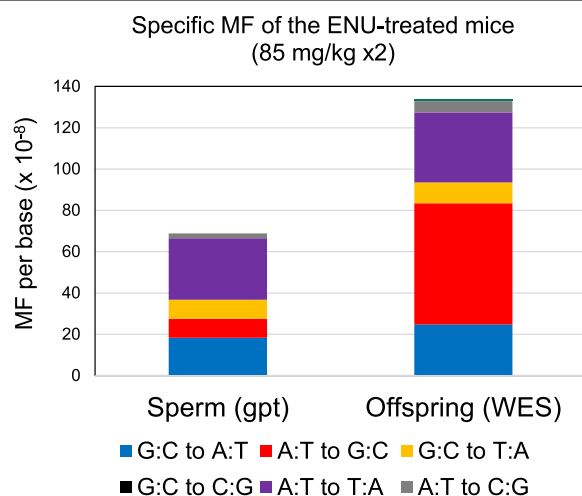 Specific MF of the ENU-treated mice
(85 mg/kg x2)
MF per base (x 10-8)
140
120
100
80
60
40
20
0
Sperm (gpt)
Offspring (WES)
G:C to A:T
A:T to G:C
G:C to T:A
G:C to C:G
A:T to T:A
A:T to C:G